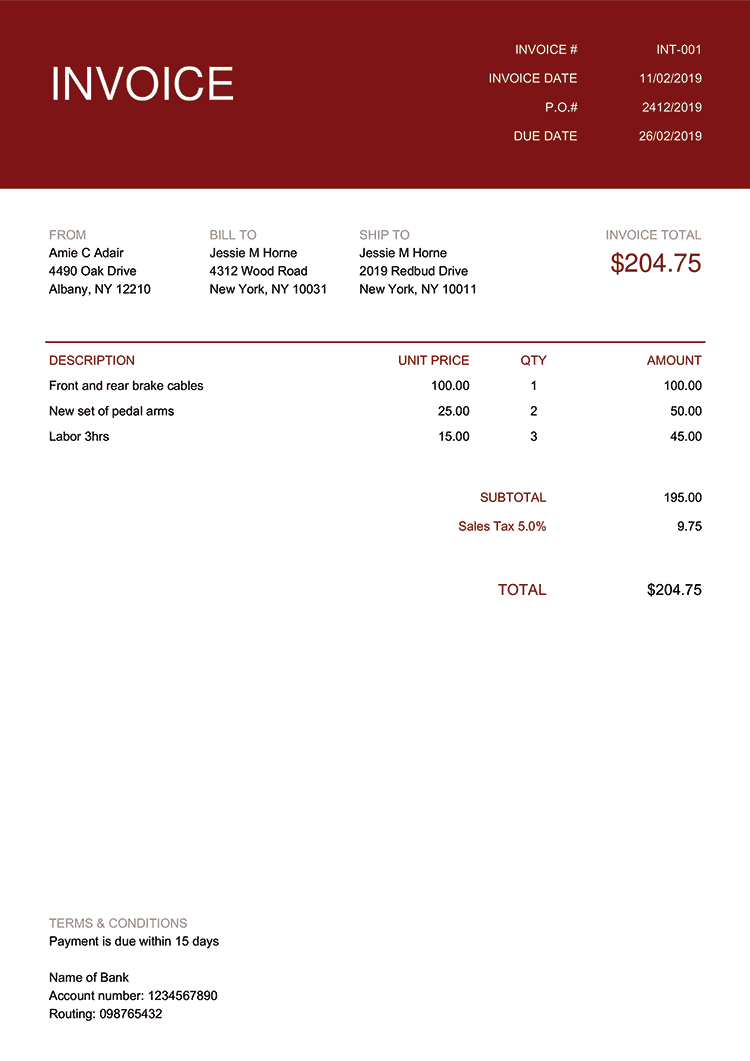 INVOICE
INVOICE # INT-001
INVOICE DATE 11/02/2019
P.O.# 2412/2019
DUE DATE 26/02/2019
FROM
Amie C Adair
4490 Oak Drive
Albany, NY 12210
BILL TO
Jessie M Horne
4312 Wood Road
New York, NY 10031
SHIP TO
Jessie M Horne
2019 Redbud Drive
New York, NY 10011
INVOICE TOTAL
$204.75
DESCRIPTION UNIT PRICE QTY AMOUNT
Front and rear brake cables 100.00 1 100.00
New set of pedal arms 25.00 2 50.00
Labor 3hrs 15.00 3 45.00
SUBTOTAL 195.00
Sales Tax 5.0% 9.75
TOTAL $204.75
TERMS & CONDITIONS
Payment is due within 15 days
Name of Bank
Account number: 1234567890
Routing: 098765432